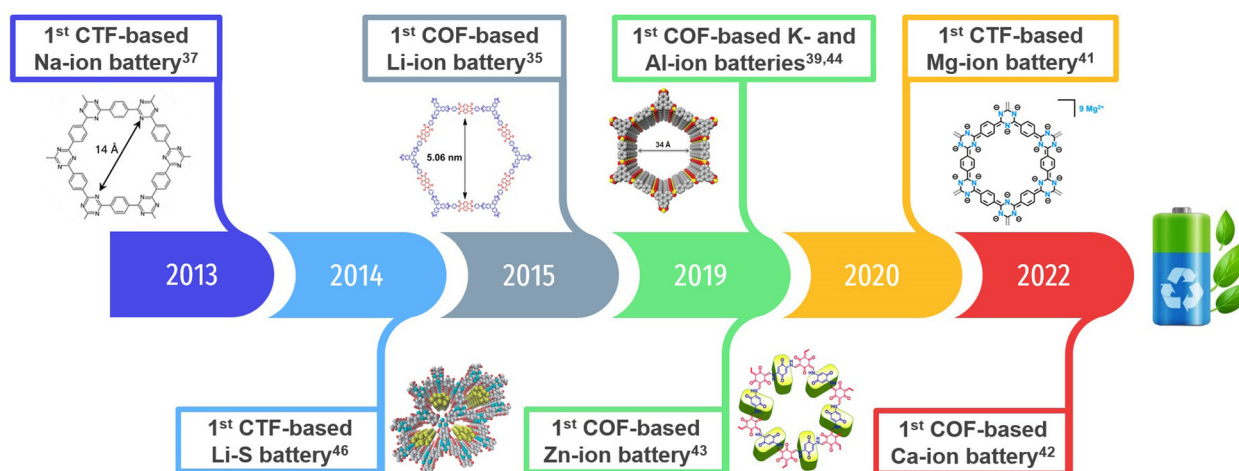 1st CTF-based
Na-ion battery37
1st COF-based
Li-ion battery35
1st COF-based K- and
Al-ion batteries39,44
1st CTF-based
Mg-ion battery41
14 Å
5.06 nm
34 Å
9 Mg2+
2013
2014
2015
2019
2020
2022
1st CTF-based
Li-S battery46
1st COF-based
Zn-ion battery43
1st COF-based
Ca-ion battery42